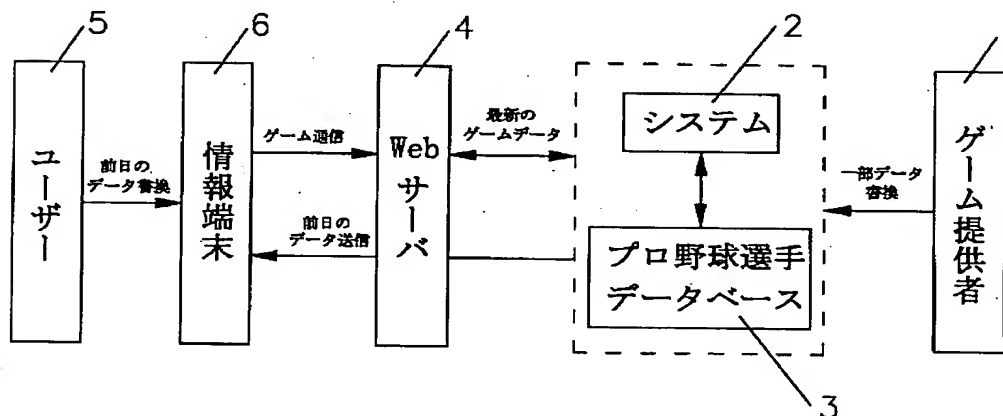 5
6
4
2
ユーザー
前日の
データ書換
情報端末
ゲーム送信
前日の
データ送信
Web
サーバ
最新の
ゲームデータ
システム
プロ野球選手
データベース
3
一部データ
書換
ゲーム提供者